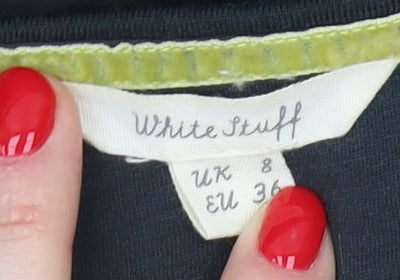 White Stuff
UK 8
EU 36